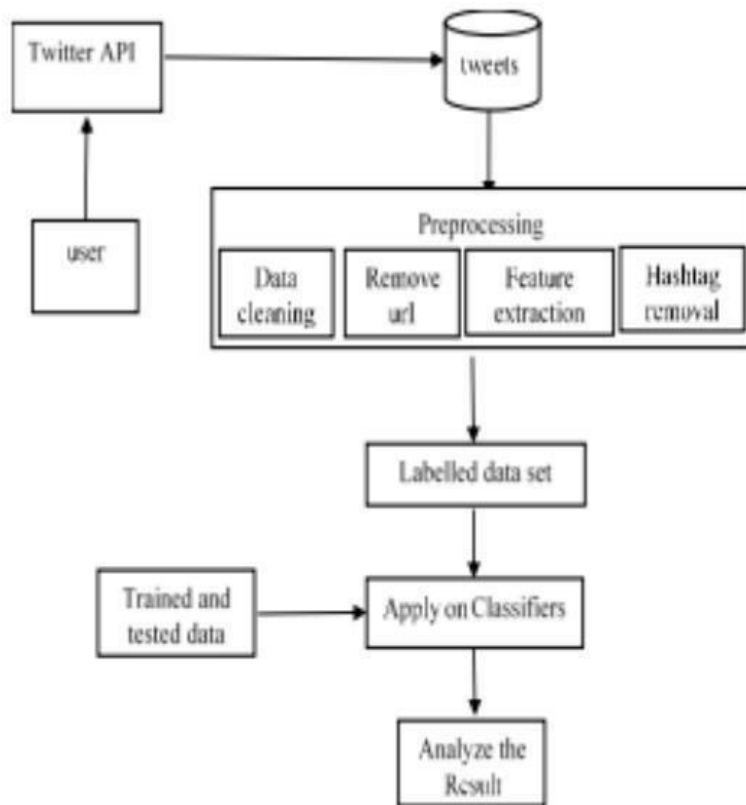 Twitter API
tweets
user
Preprocessing
Data
cleaning
Remove
url
Feature
extraction
Hashtag
removal
Labelled data set
Trained and
tested data
Apply on Classifiers
Analyze the
Result